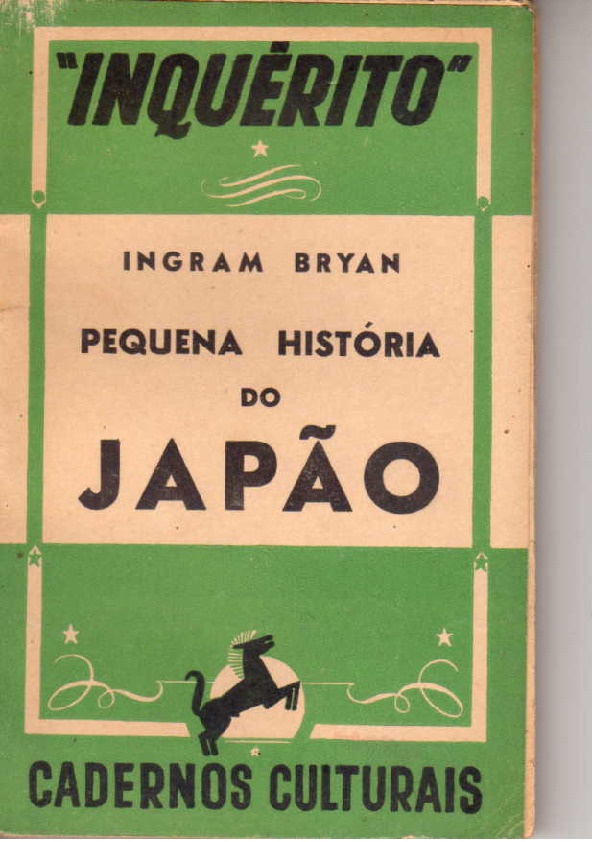 "INQUÉRITO"
INGRAM BRYAN
PEQUENA HISTÓRIA
DO
JAPÃO
CADERNOS CULTURAIS